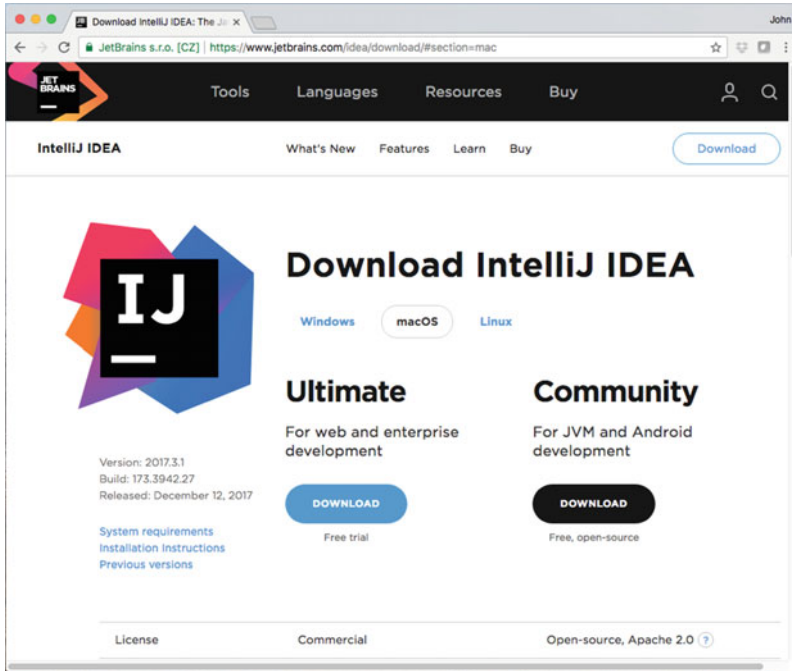 Download IntelliJ IDEA: The Ja
John
JetBrains s.r.o. [CZ] | https://www.jetbrains.com/idea/download/#section=mac
JET
BRAINS
Tools Languages Resources Buy
IntelliJ IDEA What's New Features Learn Buy Download
IJ
Download IntelliJ IDEA
Windows macOS Linux
Ultimate Community
For web and enterprise For JVM and Android
development development
Version: 2017.3.1
Build: 173.3942.27
Released: December 12, 2017
DOWNLOAD DOWNLOAD
Free trial Free, open-source
System requirements
Installation Instructions
Previous versions
License Commercial Open-source, Apache 2.0 ?